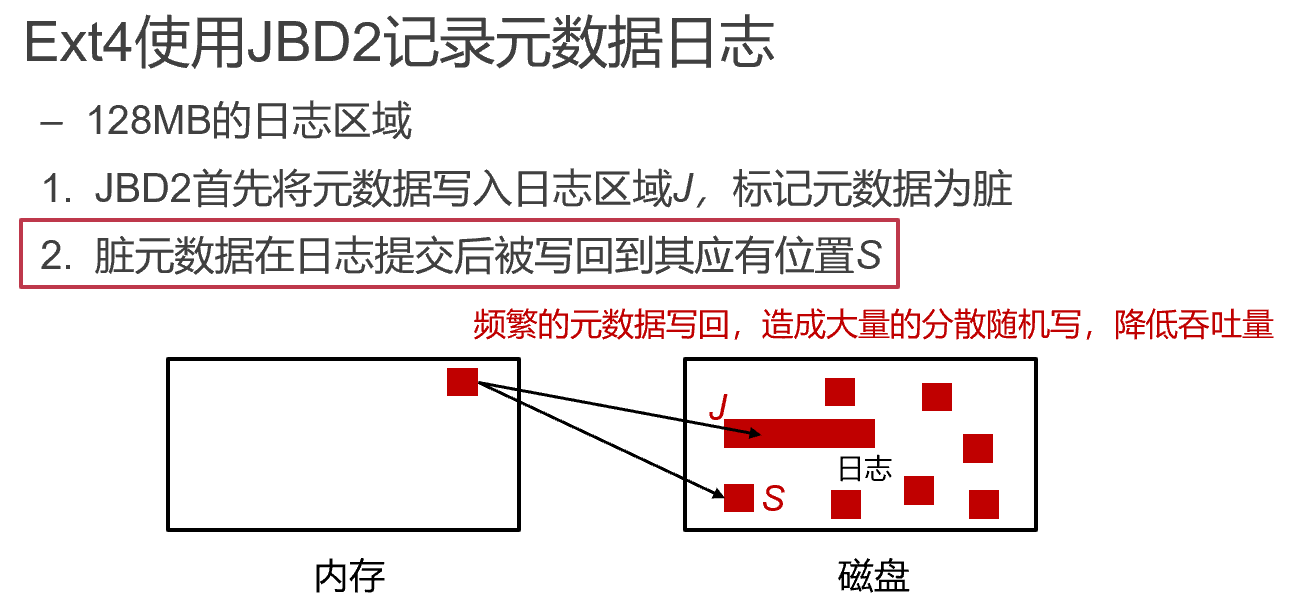 Ext4使用JBD2记录元数据日志
– 128MB的日志区域
1. JBD2首先将元数据写入日志区域J，标记元数据为脏
2. 脏元数据在日志提交后被写回到其应有位置S
频繁的元数据写回，造成大量的分散随机写，降低吞吐量
J
日志
S
内存
磁盘